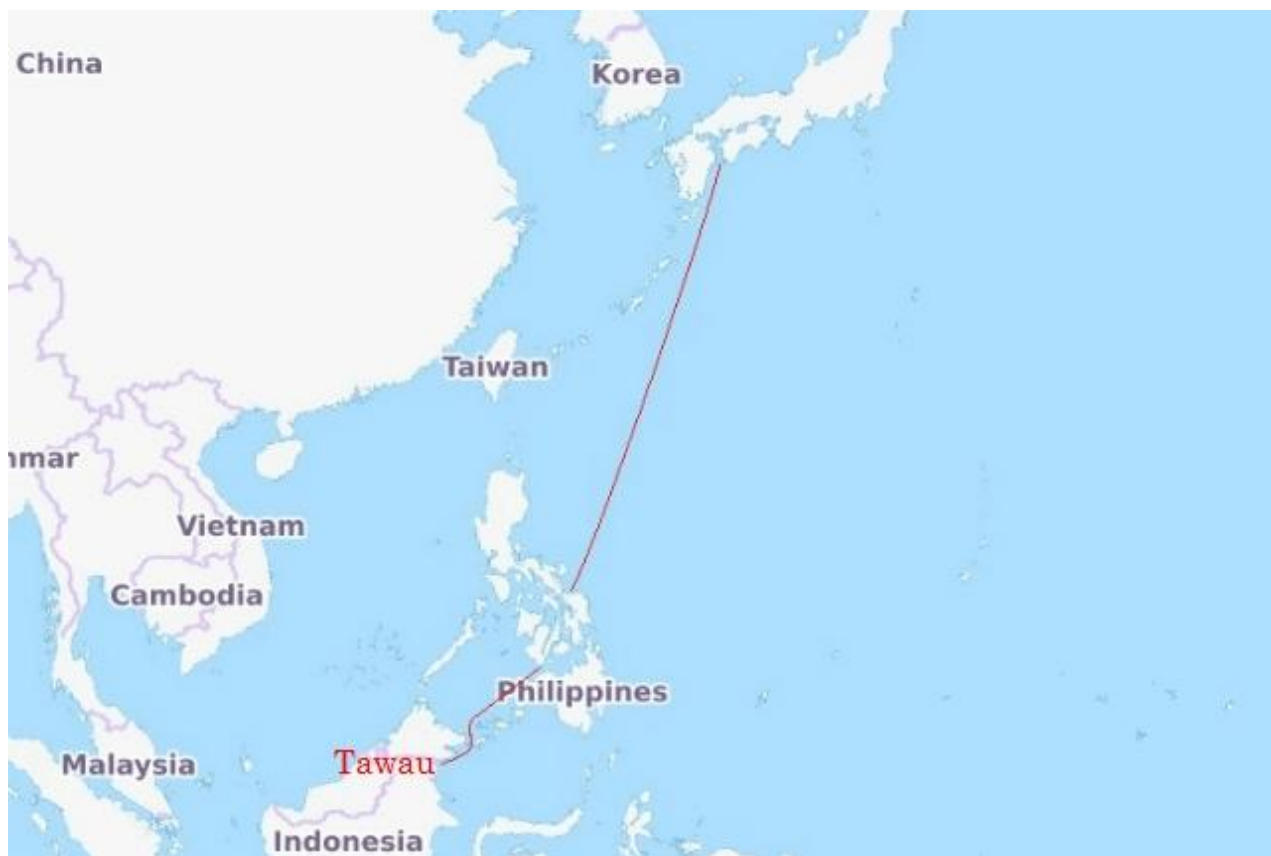 China
Korea
Taiwan
nmar
Vietnam
Cambodia
Philippines
Malaysia
Tawau
Indonesia